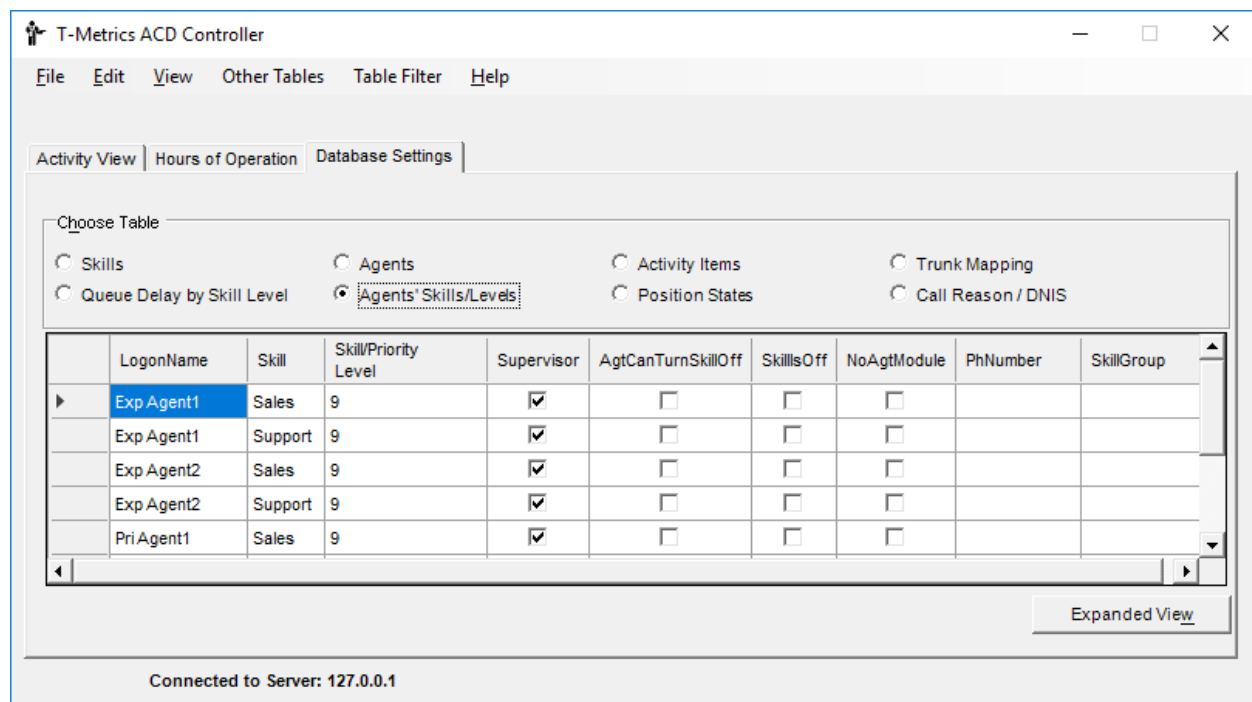 T-Metrics ACD Controller
File Edit View Other Tables Table Filter Help
Activity View Hours of Operation Database Settings
Choose Table
Skills Agents Activity Items Trunk Mapping
Queue Delay by Skill Level Agents' Skills/Levels Position States Call Reason / DNIS
LogonName Skill Skill/Priority Level Supervisor AgtCanTurnSkillOff SkillIsOff NoAgtModule PhNumber SkillGroup
Exp Agent1 Sales 9
Exp Agent1 Support 9
Exp Agent2 Sales 9
Exp Agent2 Support 9
Pri Agent1 Sales 9
Expanded View
Connected to Server: 127.0.0.1